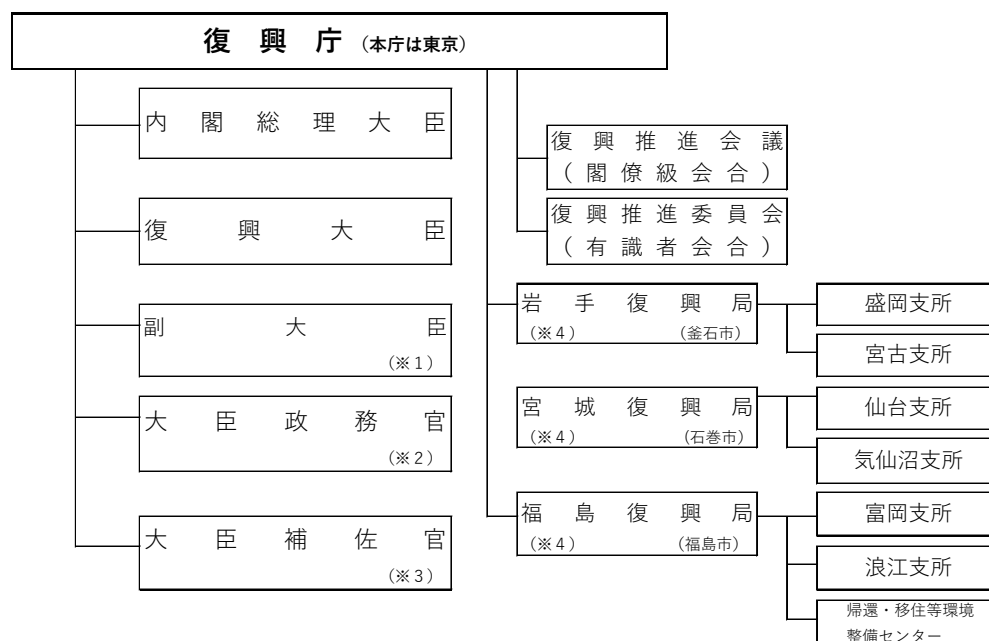 復興庁 (本庁は東京)
内閣総理大臣
復興大臣
副大臣
(※1)
大臣政務官
(※2)
大臣補佐官
(※3)
復興推進会議
(閣僚級会合)
復興推進委員会
(有識者会合)
岩手復興局
(※4) (釜石市)
盛岡支所
宮古支所
宮城復興局
(※4) (石巻市)
仙台支所
気仙沼支所
福島復興局
(※4) (福島市)
富岡支所
浪江支所
帰還・移住等環境
整備センター